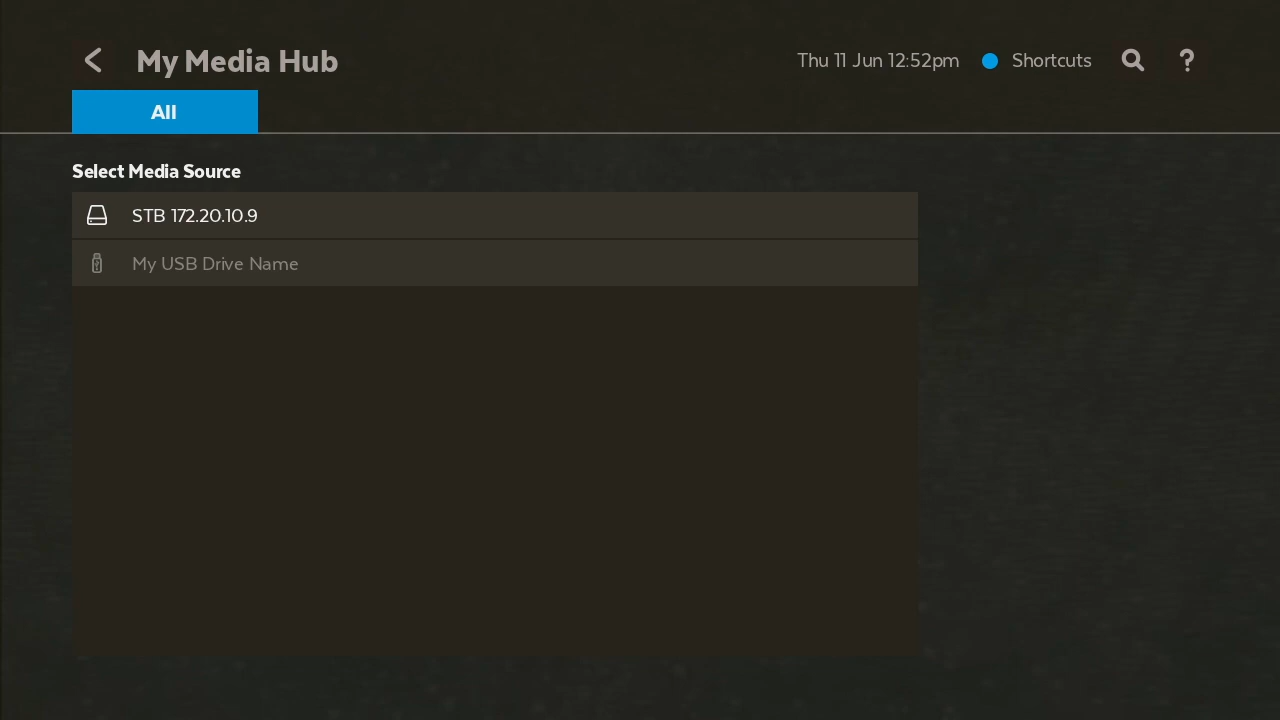 My Media Hub
Thu 11 Jun 12:52pm Shortcuts ?
All
Select Media Source
STB 172.20.10.9
My USB Drive Name